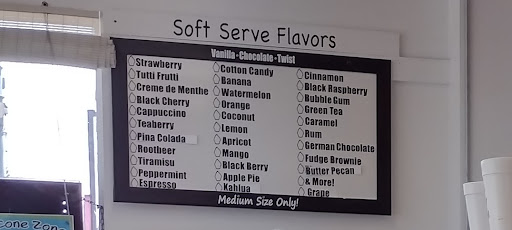 Soft Serve Flavors
Vanilla - Chocolate - Twist
Strawberry
Tutti Frutti
Creme de Menthe
Black Cherry
Cappuccino
Teaberry
Pina Colada
Rootbeer
Tiramisu
Peppermint
Espresso
Cotton Candy
Banana
Watermelon
Orange
Coconut
Lemon
Apricot
Mango
Black Berry
Apple Pie
Kahlua
Cinnamon
Black Raspberry
Bubble Gum
Green Tea
Caramel
Rum
German Chocolate
Fudge Brownie
Butter Pecan
& More!
Grape
Medium Size Only!
cone Zone